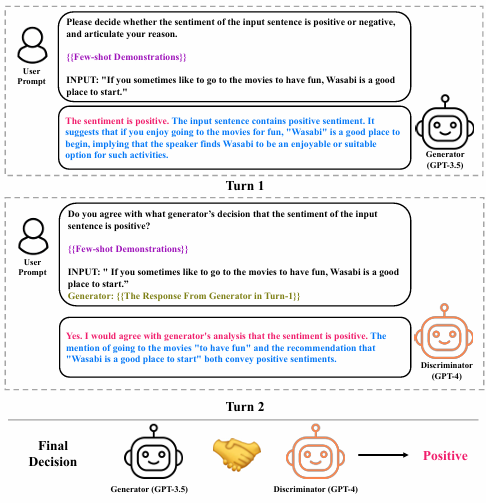 Please decide whether the sentiment of the input sentence is positive or negative,
and articulate your reason.
{{Few-shot Demonstrations}}
INPUT: "If you sometimes like to go to the movies to have fun, Wasabi is a good
place to start."
User
Prompt
The sentiment is positive. The input sentence contains positive sentiment. It
suggests that if you enjoy going to the movies for fun, "Wasabi" is a good place to
begin, implying that the speaker finds Wasabi to be an enjoyable or suitable
option for such activities.
Generator
(GPT-3.5)
Turn 1
Do you agree with what generator's decision that the sentiment of the input
sentence is positive?
{{Few-shot Demonstrations}}
INPUT: " If you sometimes like to go to the movies to have fun, Wasabi is a good
place to start."
Generator: {{The Response From Generator in Turn-1}}
User
Prompt
Yes. I would agree with generator's analysis that the sentiment is positive. The
mention of going to the movies "to have fun" and the recommendation that
"Wasabi is a good place to start" both convey positive sentiments.
Discriminator
(GPT-4)
Turn 2
Final
Decision
Generator (GPT-3.5)
Discriminator (GPT-4)
Positive